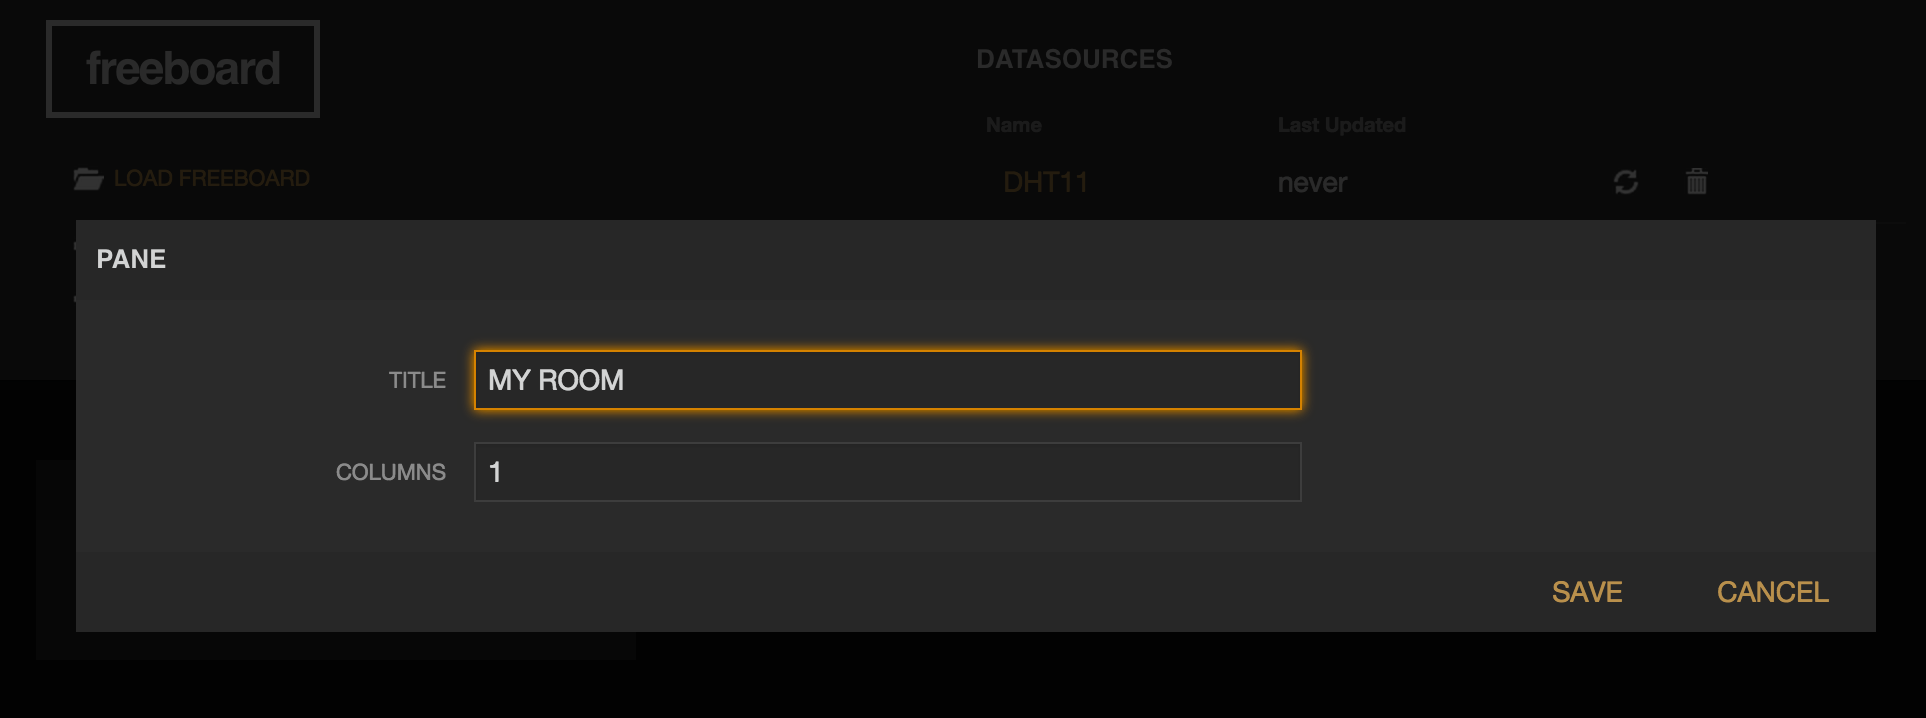 freeboard
DATASOURCES
Name Last Updated
LOAD FREEBOARD
DHT11 never
PANE
TITLE MY ROOM
COLUMNS 1
SAVE CANCEL